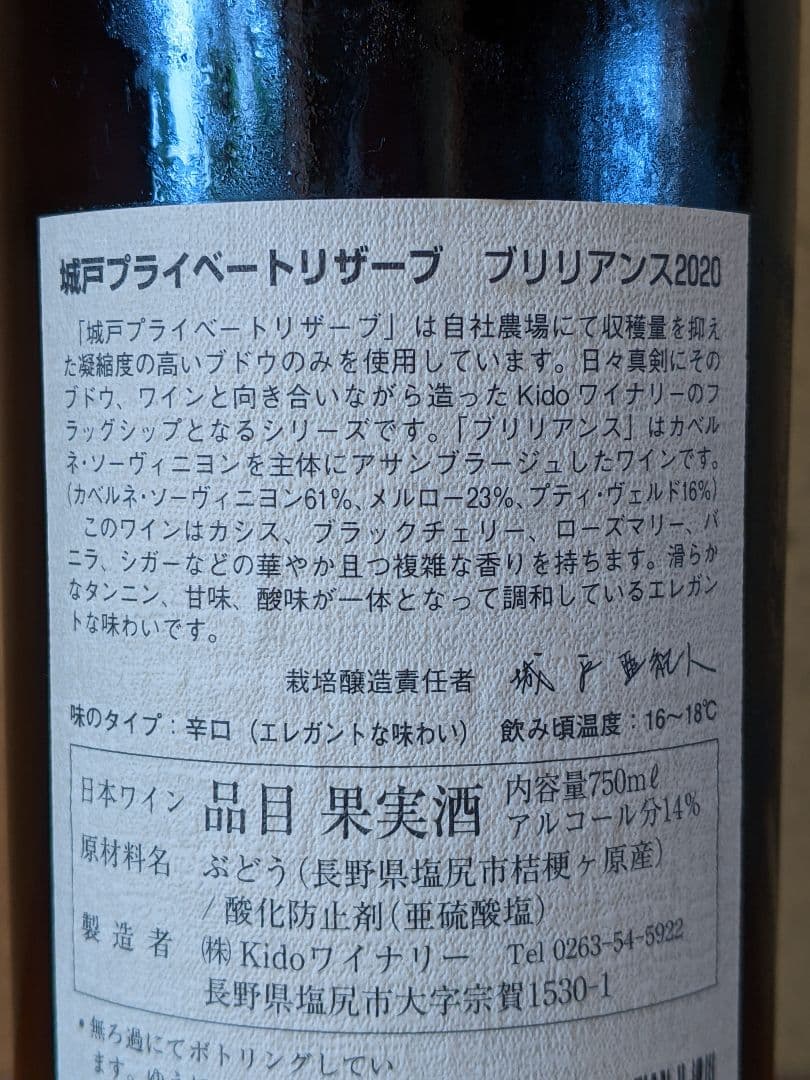 城戸プライベートリザーブ　ブリリアンス2020
「城戸プライベートリザーブ」は自社農場にて収穫量を抑え
た凝縮度の高いブドウのみを使用しています。日々真剣にその
ブドウ、ワインと向き合いながら造ったKidoワイナリーのフ
ラッグシップとなるシリーズです。「ブリリアンス」はカベル
ネ・ソーヴィニヨンを主体にアサンブラージュしたワインです。
(カベルネ・ソーヴィニヨン61%、メルロー23%、プティ・ヴェルド16%)
このワインはカシス、ブラックチェリー、ローズマリー、バ
ニラ、シガーなどの華やか且つ複雑な香りを持ちます。滑らか
なタンニン、甘味、酸味が一体となって調和しているエレガン
トな味わいです。
栽培醸造責任者 城戸亜紀人
味のタイプ：辛口（エレガントな味わい）　飲み頃温度：16～18℃
日本ワイン 品目 果実酒 内容量750mℓ
アルコール分14%
原材料名 ぶどう(長野県塩尻市桔梗ヶ原産)
/酸化防止剤(亜硫酸塩)
製造者 ㈱Kidoワイナリー Tel 0263-54-5922
長野県塩尻市大字宗賀1530-1
・無ろ過にてボトリングしてい